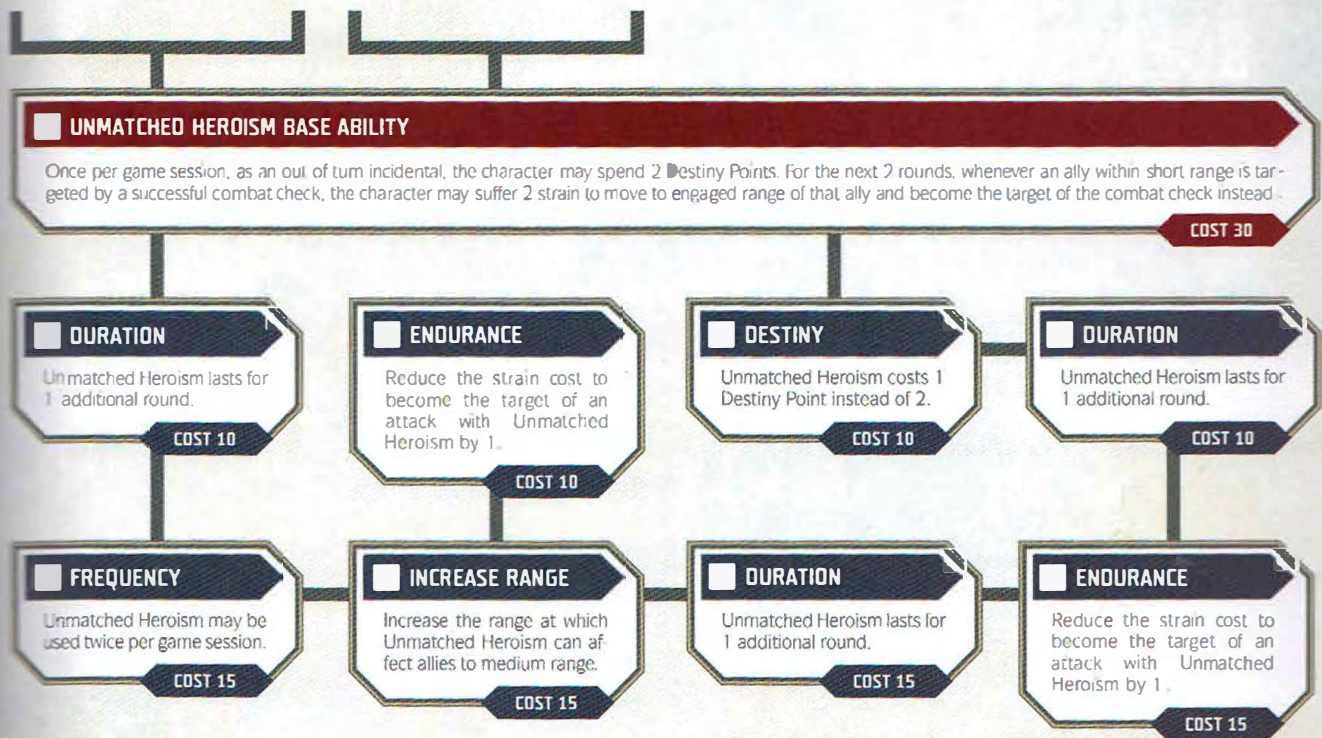 UNMATCHED HEROISM BASE ABILITY
Once per game session, as an out of turn incidental, the character may spend 2 Destiny Points. For the next 2 rounds, whenever an ally within short range is tar-
geted by a successful combat check, the character may suffer 2 strain to move to engaged range of that ally and become the target of the combat check instead.
COST 30
DURATION
Unmatched Heroism lasts for
1 additional round.
COST 10
ENDURANCE
Reduce the strain cost to
become the target of an
attack with Unmatched
Heroism by 1.
COST 10
DESTINY
Unmatched Heroism costs 1
Destiny Point instead of 2.
COST 10
DURATION
Unmatched Heroism lasts for
1 additional round.
COST 10
FREQUENCY
Unmatched Heroism may be
used twice per game session.
COST 15
INCREASE RANGE
Increase the range at which
Unmatched Heroism can af-
fect allies to medium range.
COST 15
DURATION
Unmatched Heroism lasts for
1 additional round.
COST 15
ENDURANCE
Reduce the strain cost to
become the target of an
attack with Unmatched
Heroism by 1.
COST 15